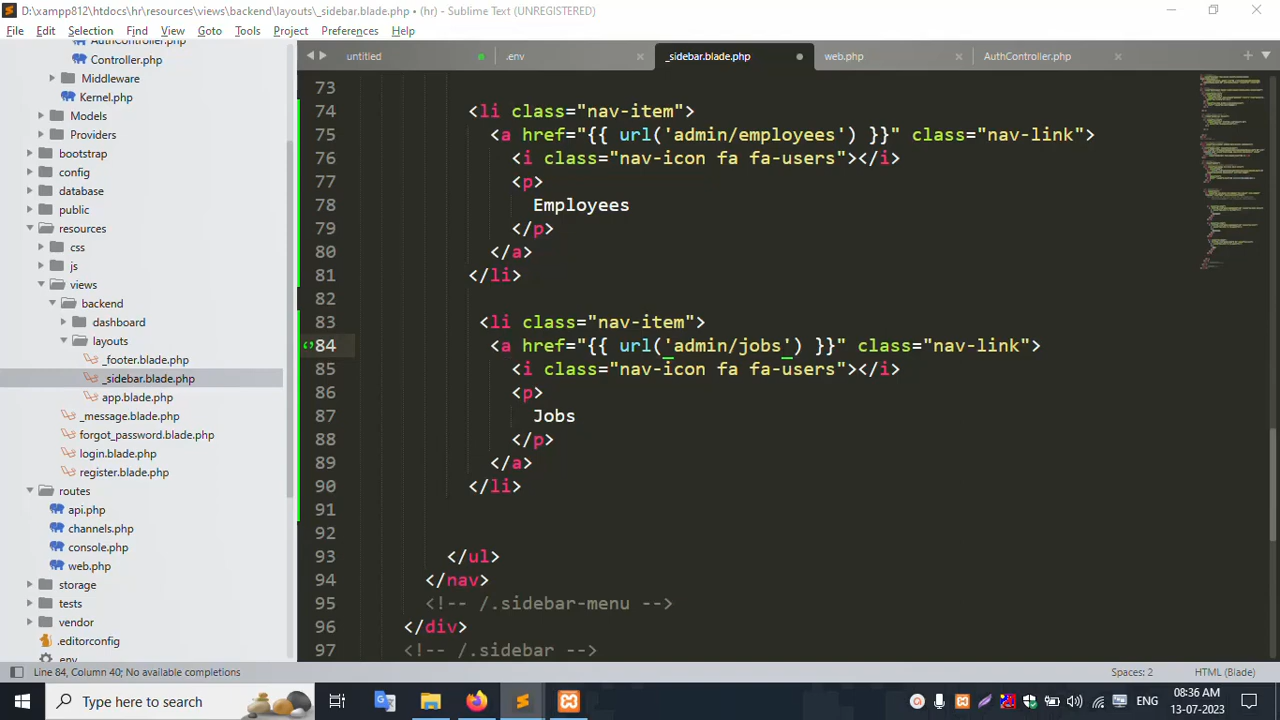 D:\xampp812\htdocs\hr\resources\views\backend\layouts\_sidebar.blade.php • (hr) - Sublime Text (UNREGISTERED)
File Edit Selection Find View Goto Tools Project Preferences Help
AuthController.php
Controller.php
Middleware
Kernel.php
Models
Providers
bootstrap
config
database
public
resources
css
js
views
backend
dashboard
layouts
_footer.blade.php
_sidebar.blade.php
app.blade.php
_message.blade.php
forgot_password.blade.php
login.blade.php
register.blade.php
routes
api.php
channels.php
console.php
web.php
storage
tests
vendor
.editorconfig
.env
untitled .env _sidebar.blade.php web.php AuthController.php
73
74 <li class="nav-item">
75 <a href="{{ url('admin/employees') }}" class="nav-link">
76 <i class="nav-icon fa fa-users"></i>
77 <p>
78 Employees
79 </p>
80 </a>
81 </li>
82
83 <li class="nav-item">
84 <a href="{{ url('admin/jobs') }}" class="nav-link">
85 <i class="nav-icon fa fa-users"></i>
86 <p>
87 Jobs
88 </p>
89 </a>
90 </li>
91
92
93 </ul>
94 </nav>
95 <!-- /.sidebar-menu -->
96 </div>
97 <!-- /.sidebar -->
Line 84, Column 40; No available completions Spaces: 2 HTML (Blade)
Type here to search ENG 08:36 AM
13-07-2023